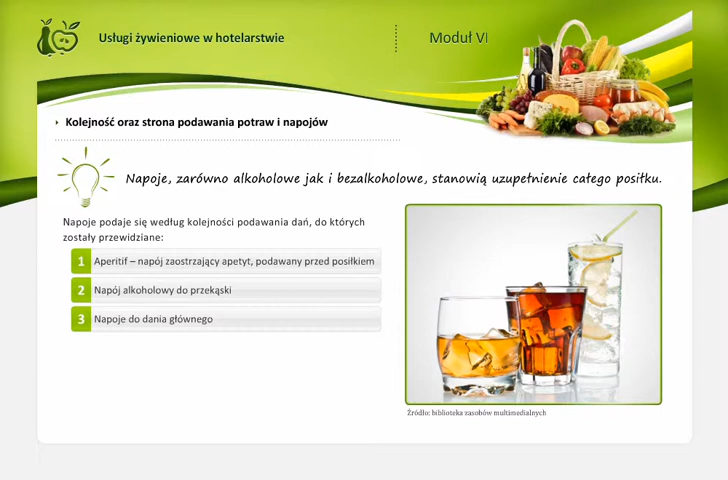 Usługi żywieniowe w hotelarstwie
Moduł VI
Kolejność oraz strona podawania potraw i napojów
Napoje, zarówno alkoholowe jak i bezalkoholowe, stanowią uzupełnienie całego posiłku.
Napoje podaje się według kolejności podawania dań, do których
zostały przewidziane:
1 Aperitif – napój zaostrzający apetyt, podawany przed posiłkiem
2 Napój alkoholowy do przekąski
3 Napoje do dania głównego
Źródło: biblioteka zasobów multimedialnych